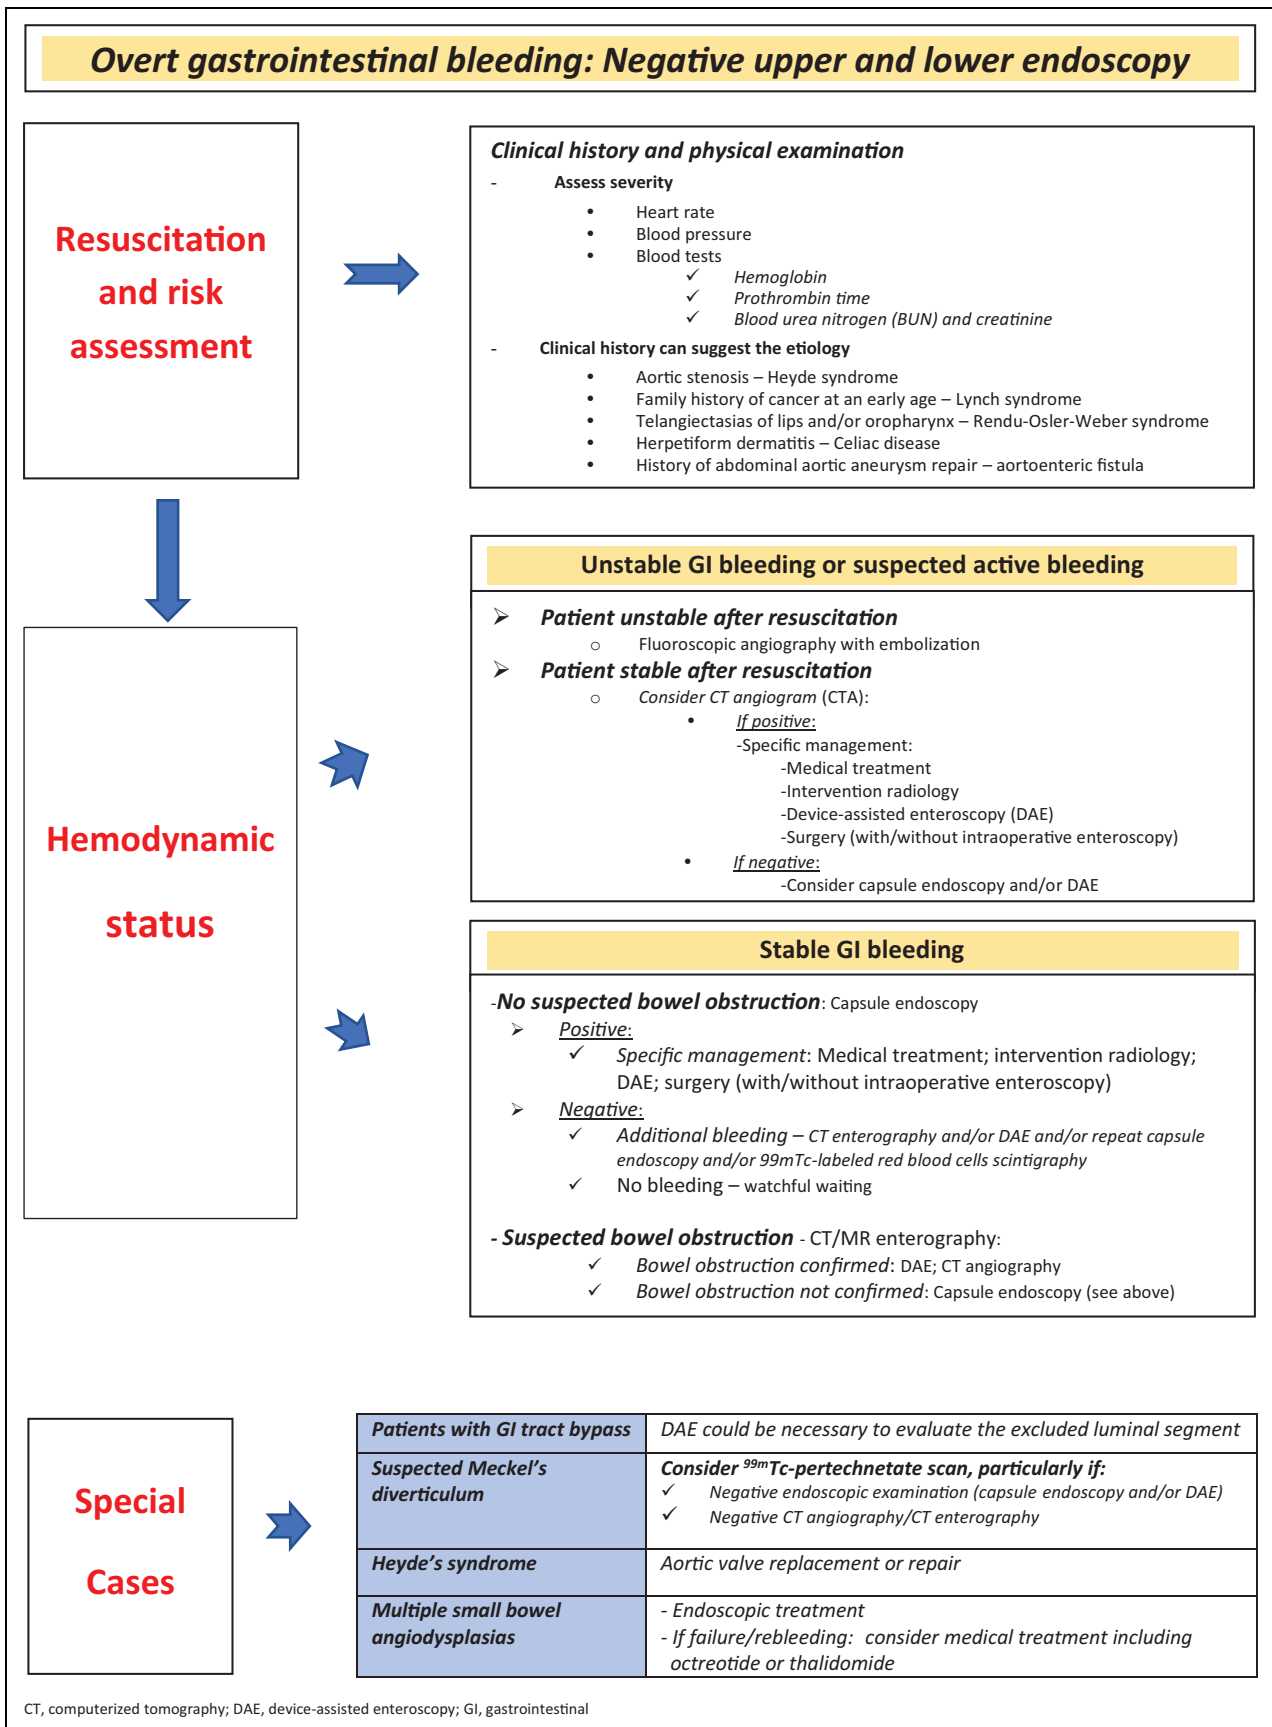 Overt gastrointestinal bleeding: Negative upper and lower endoscopy
Resuscitation
and risk
assessment
Clinical history and physical examination
- Assess severity
• Heart rate
• Blood pressure
• Blood tests
✓ Hemoglobin
✓ Prothrombin time
✓ Blood urea nitrogen (BUN) and creatinine
- Clinical history can suggest the etiology
• Aortic stenosis – Heyde syndrome
• Family history of cancer at an early age – Lynch syndrome
• Telangiectasias of lips and/or oropharynx – Rendu-Osler-Weber syndrome
• Herpetiform dermatitis – Celiac disease
• History of abdominal aortic aneurysm repair – aortoenteric fistula
Hemodynamic
status
Unstable GI bleeding or suspected active bleeding
➢ Patient unstable after resuscitation
○ Fluoroscopic angiography with embolization
➢ Patient stable after resuscitation
○ Consider CT angiogram (CTA):
• If positive:
-Specific management:
-Medical treatment
-Intervention radiology
-Device-assisted enteroscopy (DAE)
-Surgery (with/without intraoperative enteroscopy)
• If negative:
-Consider capsule endoscopy and/or DAE
Stable GI bleeding
-No suspected bowel obstruction: Capsule endoscopy
➢ Positive:
✓ Specific management: Medical treatment; intervention radiology;
DAE; surgery (with/without intraoperative enteroscopy)
➢ Negative:
✓ Additional bleeding – CT enterography and/or DAE and/or repeat capsule
endoscopy and/or 99mTc-labeled red blood cells scintigraphy
✓ No bleeding – watchful waiting
- Suspected bowel obstruction - CT/MR enterography:
✓ Bowel obstruction confirmed: DAE; CT angiography
✓ Bowel obstruction not confirmed: Capsule endoscopy (see above)
Special
Cases
Patients with GI tract bypass
DAE could be necessary to evaluate the excluded luminal segment
Suspected Meckel's
diverticulum
Consider ⁹⁹ᵐTc-pertechnetate scan, particularly if:
✓ Negative endoscopic examination (capsule endoscopy and/or DAE)
✓ Negative CT angiography/CT enterography
Heyde's syndrome
Aortic valve replacement or repair
Multiple small bowel
angiodysplasias
- Endoscopic treatment
- If failure/rebleeding: consider medical treatment including
octreotide or thalidomide
CT, computerized tomography; DAE, device-assisted enteroscopy; GI, gastrointestinal